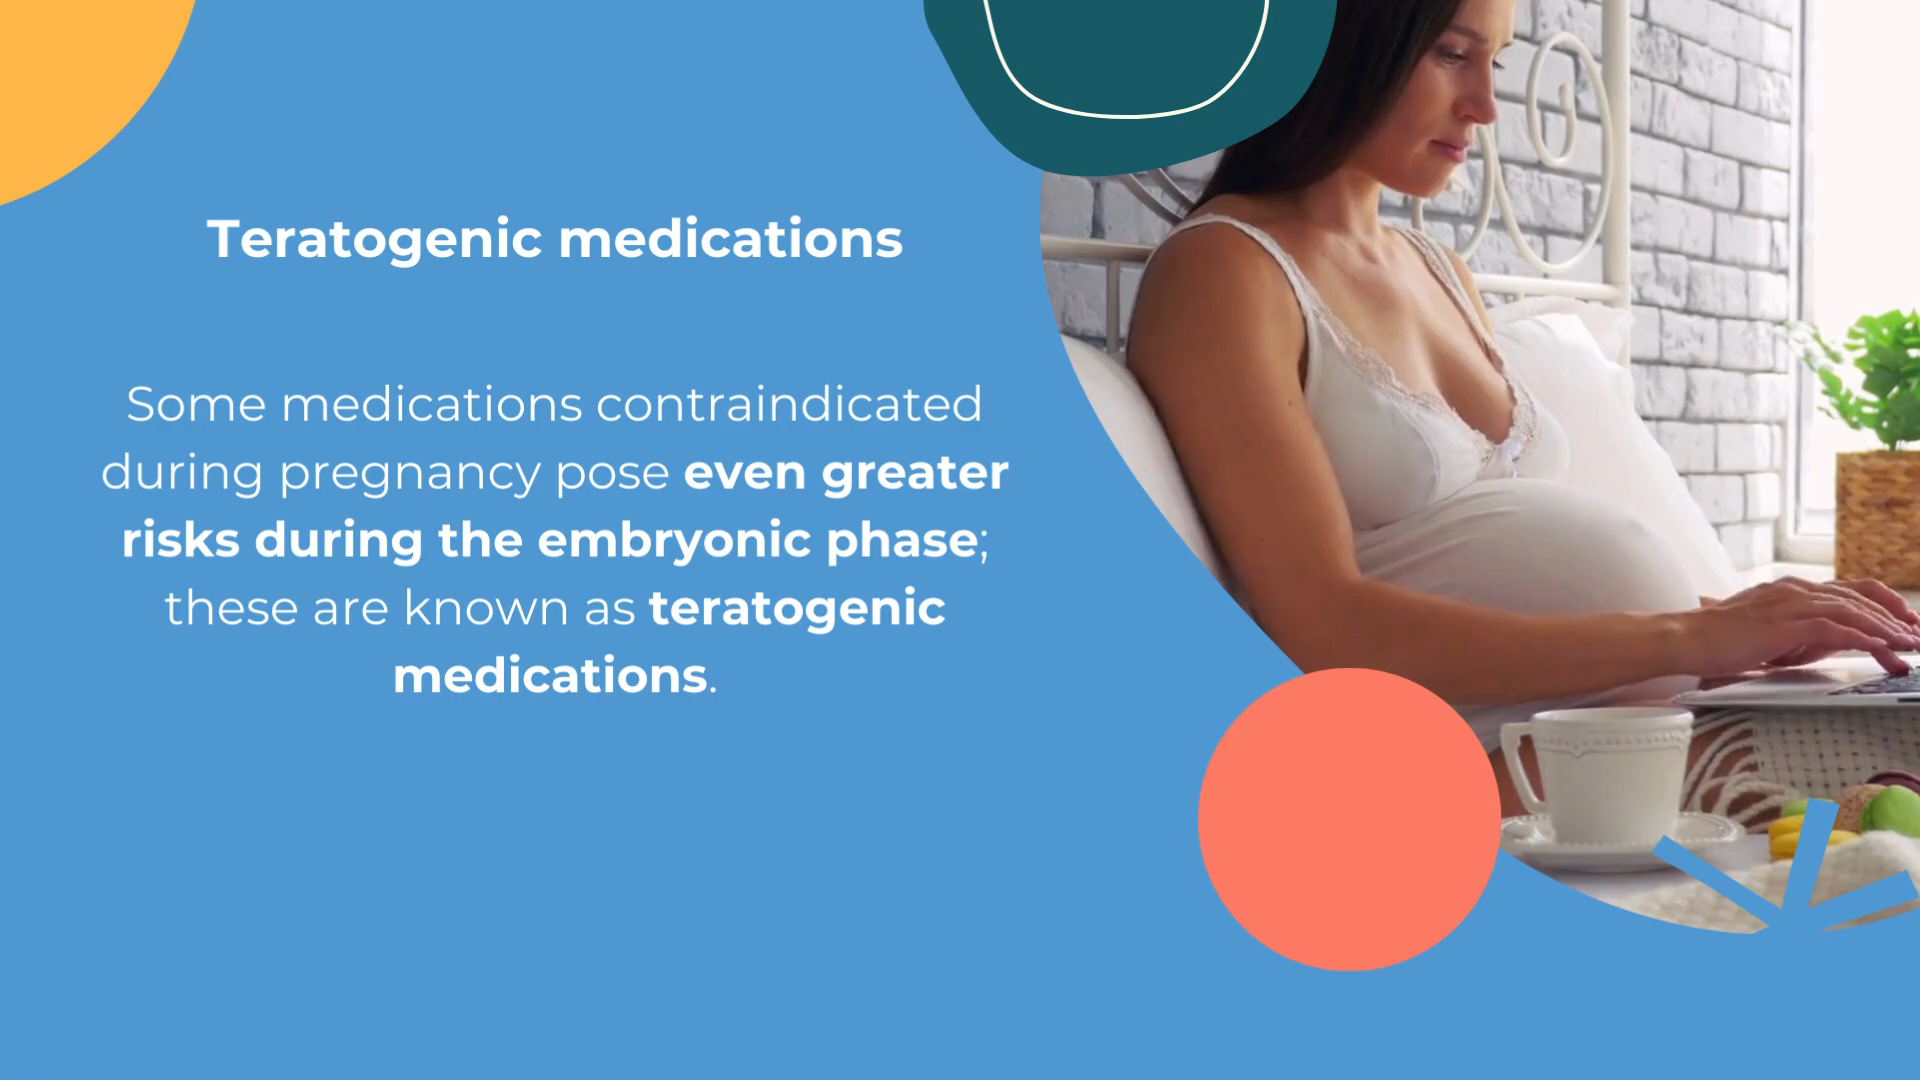 Teratogenic medications
Some medications contraindicated
during pregnancy pose even greater
risks during the embryonic phase;
these are known as teratogenic
medications.